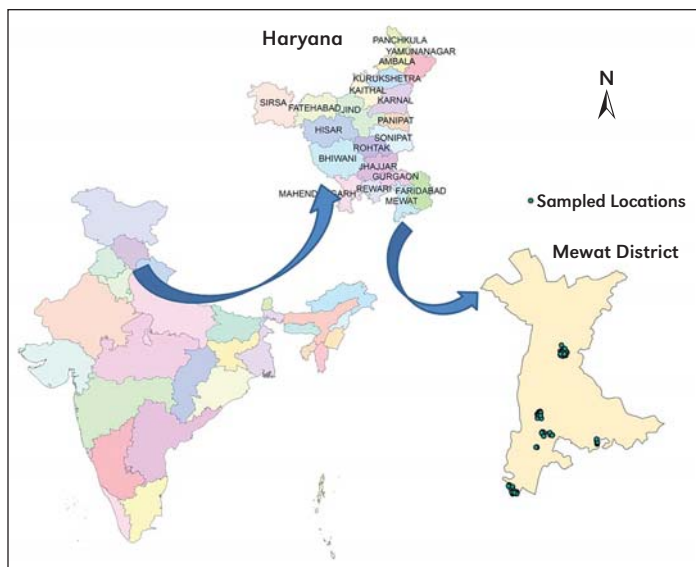 Haryana
PANCHKULA
YAMUNANAGAR
AMBALA
KURUKSHETRA
KAITHAL
KARNAL
SIRSA
FATEHABAD
JIND
PANIPAT
HISAR
SONIPAT
ROHTAK
BHIWANI
JHAJJAR
GURGAON
MAHENDRAGARH
REWARI
FARIDABAD
MEWAT
N
Sampled Locations
Mewat District